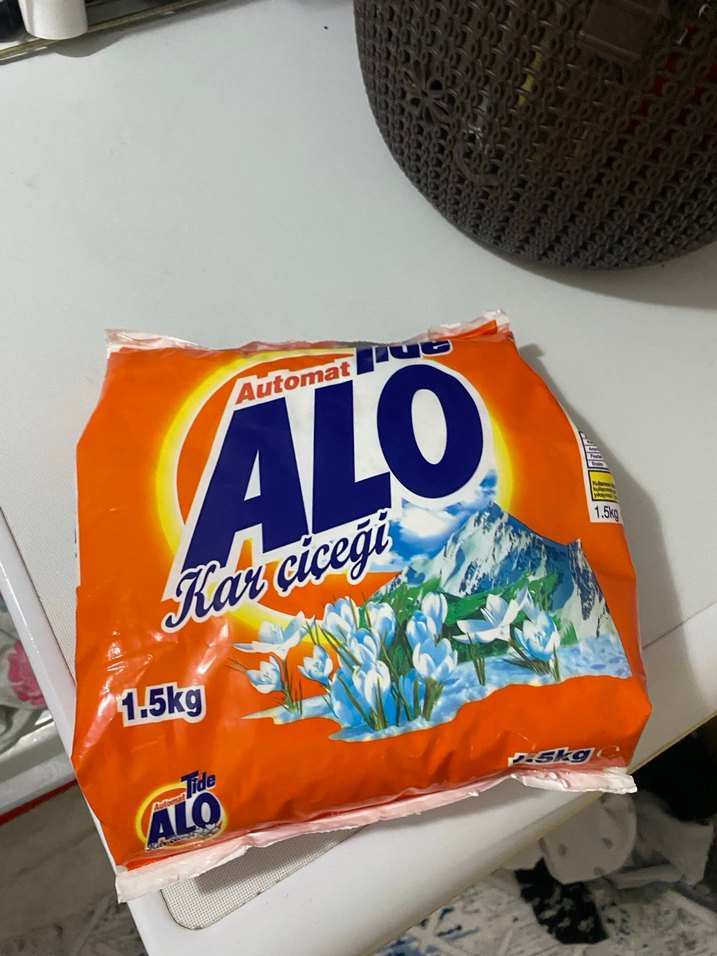 Tide
Automat
ALO
Kar çiçeği
1.5kg
1.5kg
1.5kg e
Tide
Automat
ALO